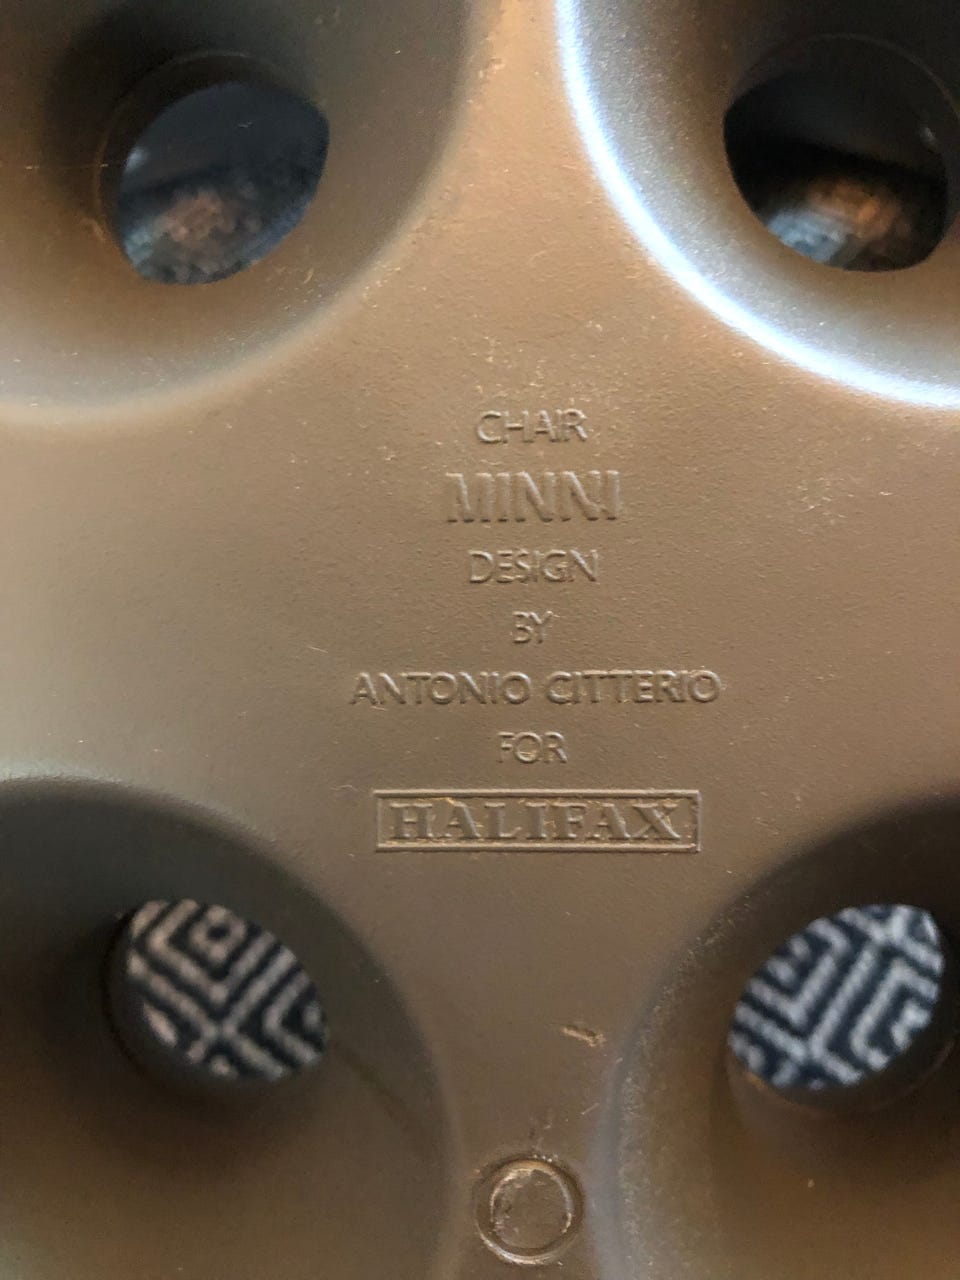 CHAIR
MINNI
DESIGN
BY
ANTONIO CITTERIO
FOR
HALIFAX